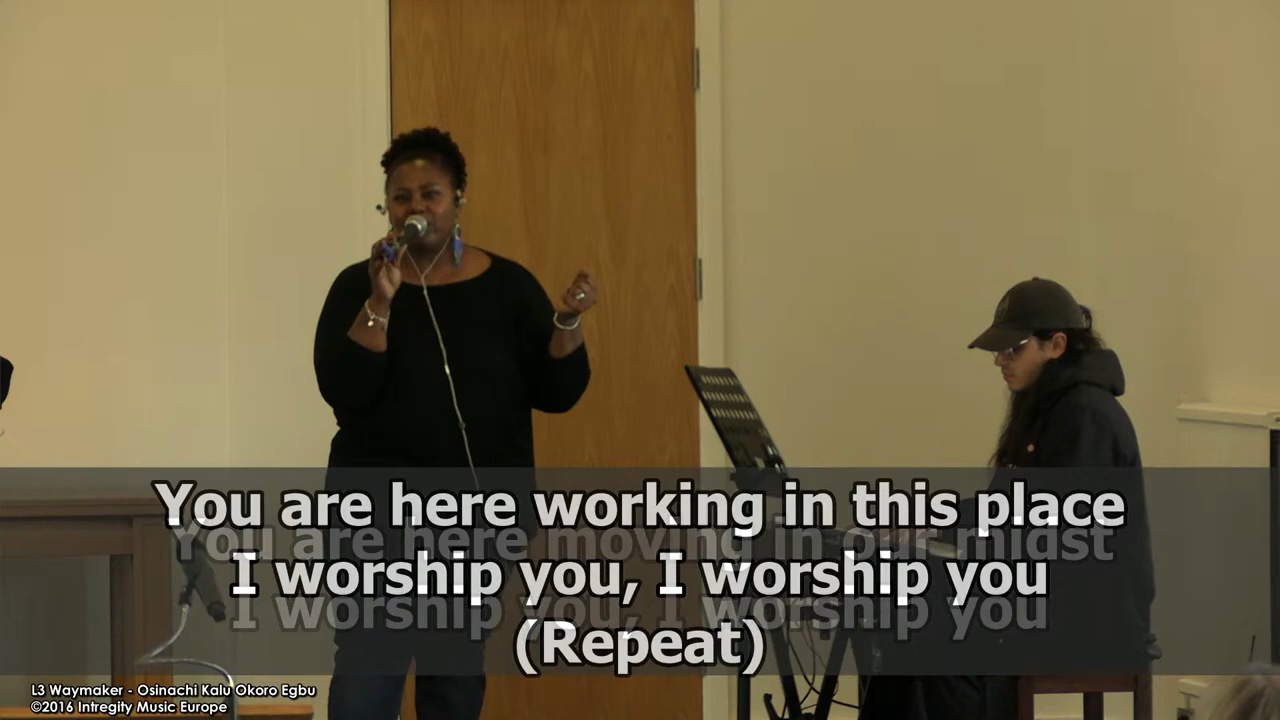 You are here working in this place
You are here moving in our midst
I worship you, I worship you
I worship you, I worship you
(Repeat)
L3 Waymaker - Osinachi Kalu Okoro Egbu
©2016 Intregity Music Europe